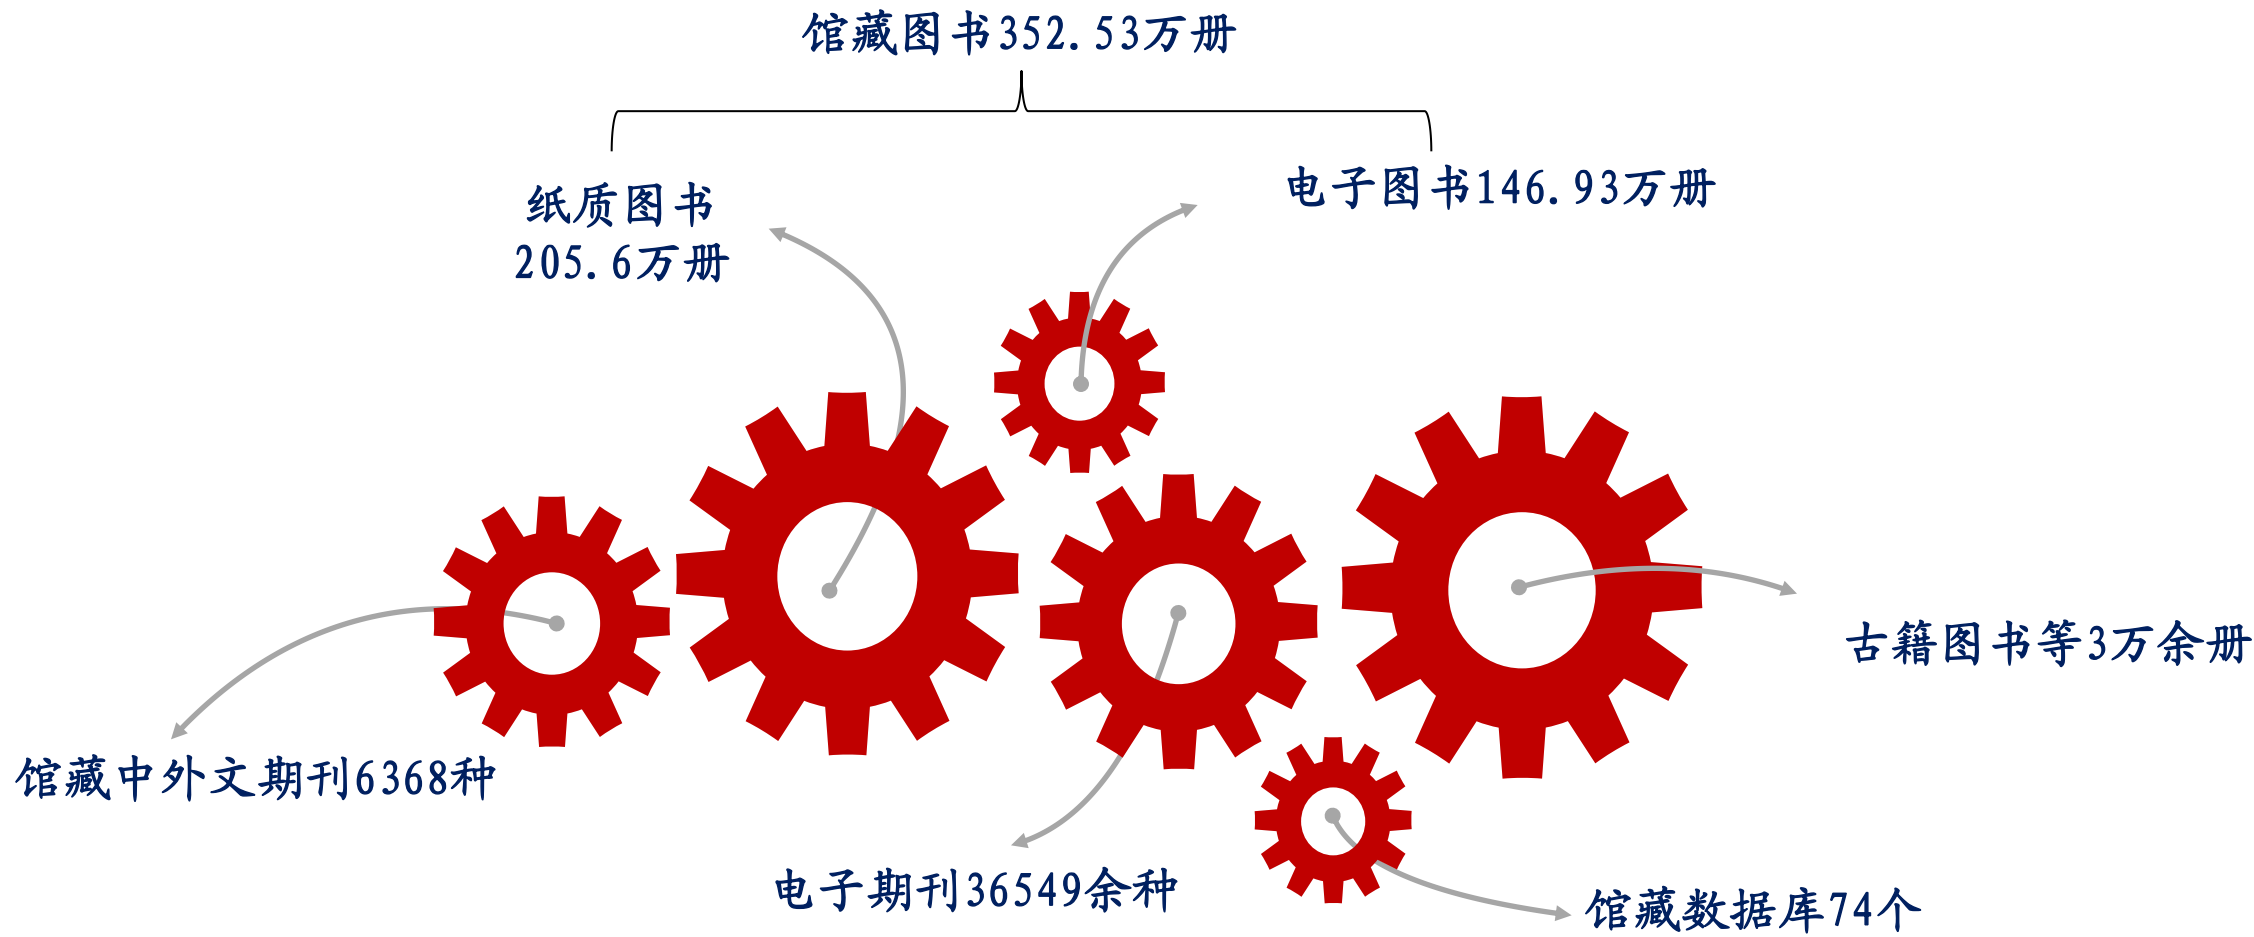 馆藏图书352.53万册
纸质图书
205.6万册
电子图书146.93万册
古籍图书等3万余册
馆藏中外文期刊6368种
电子期刊36549余种
馆藏数据库74个